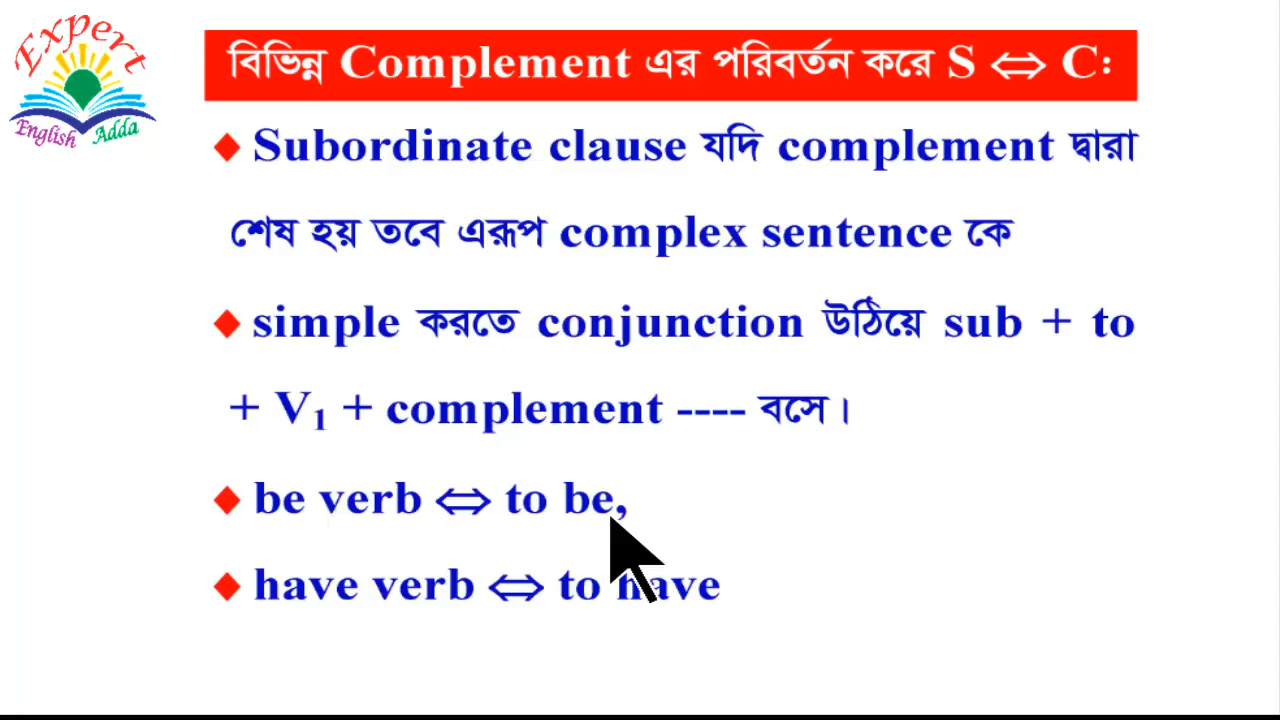 Expert
English Adda
বিভিন্ন Complement এর পরিবর্তন করে S ⇔ C:
Subordinate clause যদি complement দ্বারা
শেষ হয় তবে এরূপ complex sentence কে
simple করতে conjunction উঠিয়ে sub + to
+ V₁ + complement ---- বসে।
be verb ⇔ to be,
have verb ⇔ to have